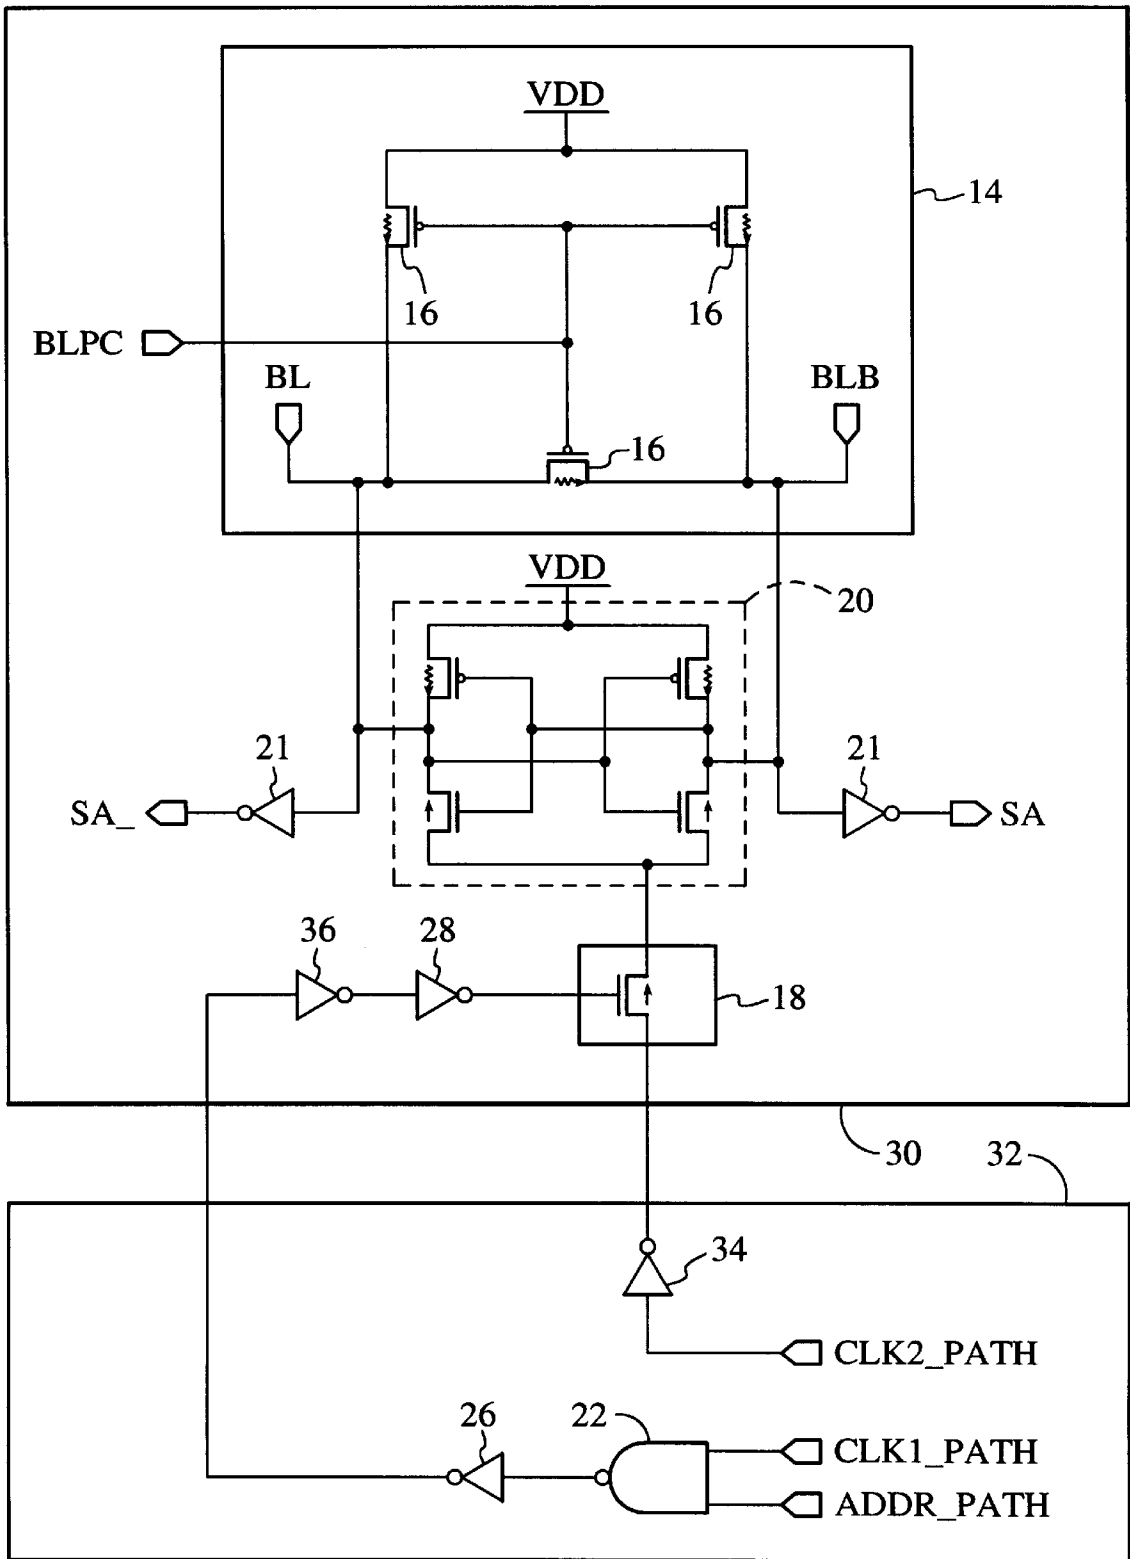 VDD
14
16 16
BLPC
BL BLB
16
VDD
20
21 21
SA_ SA
36 28
18
30 32
34
CLK2_PATH
26 22
CLK1_PATH
ADDR_PATH